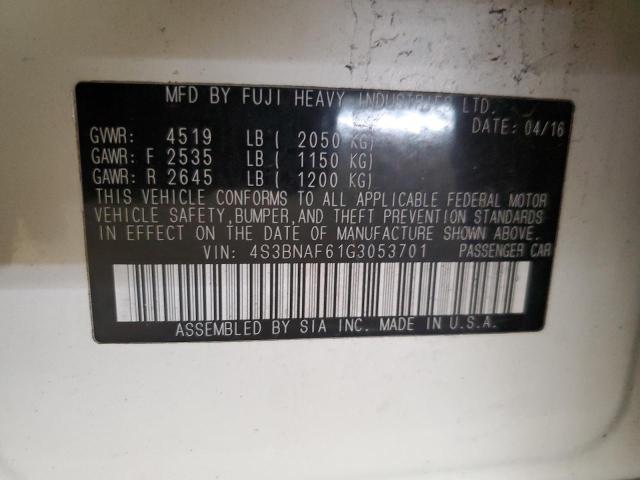 MFD BY FUJI HEAVY INDUSTRIES LTD.
DATE: 04/16
GVWR: 4519 LB ( 2050 KG)
GAWR: F 2535 LB ( 1150 KG)
GAWR: R 2645 LB ( 1200 KG)
THIS VEHICLE CONFORMS TO ALL APPLICABLE FEDERAL MOTOR
VEHICLE SAFETY,BUMPER,AND THEFT PREVENTION STANDARDS
IN EFFECT ON THE DATE OF MANUFACTURE SHOWN ABOVE.
VIN: 4S3BNAF61G3053701 PASSENGER CAR
ASSEMBLED BY SIA INC. MADE IN U.S.A.